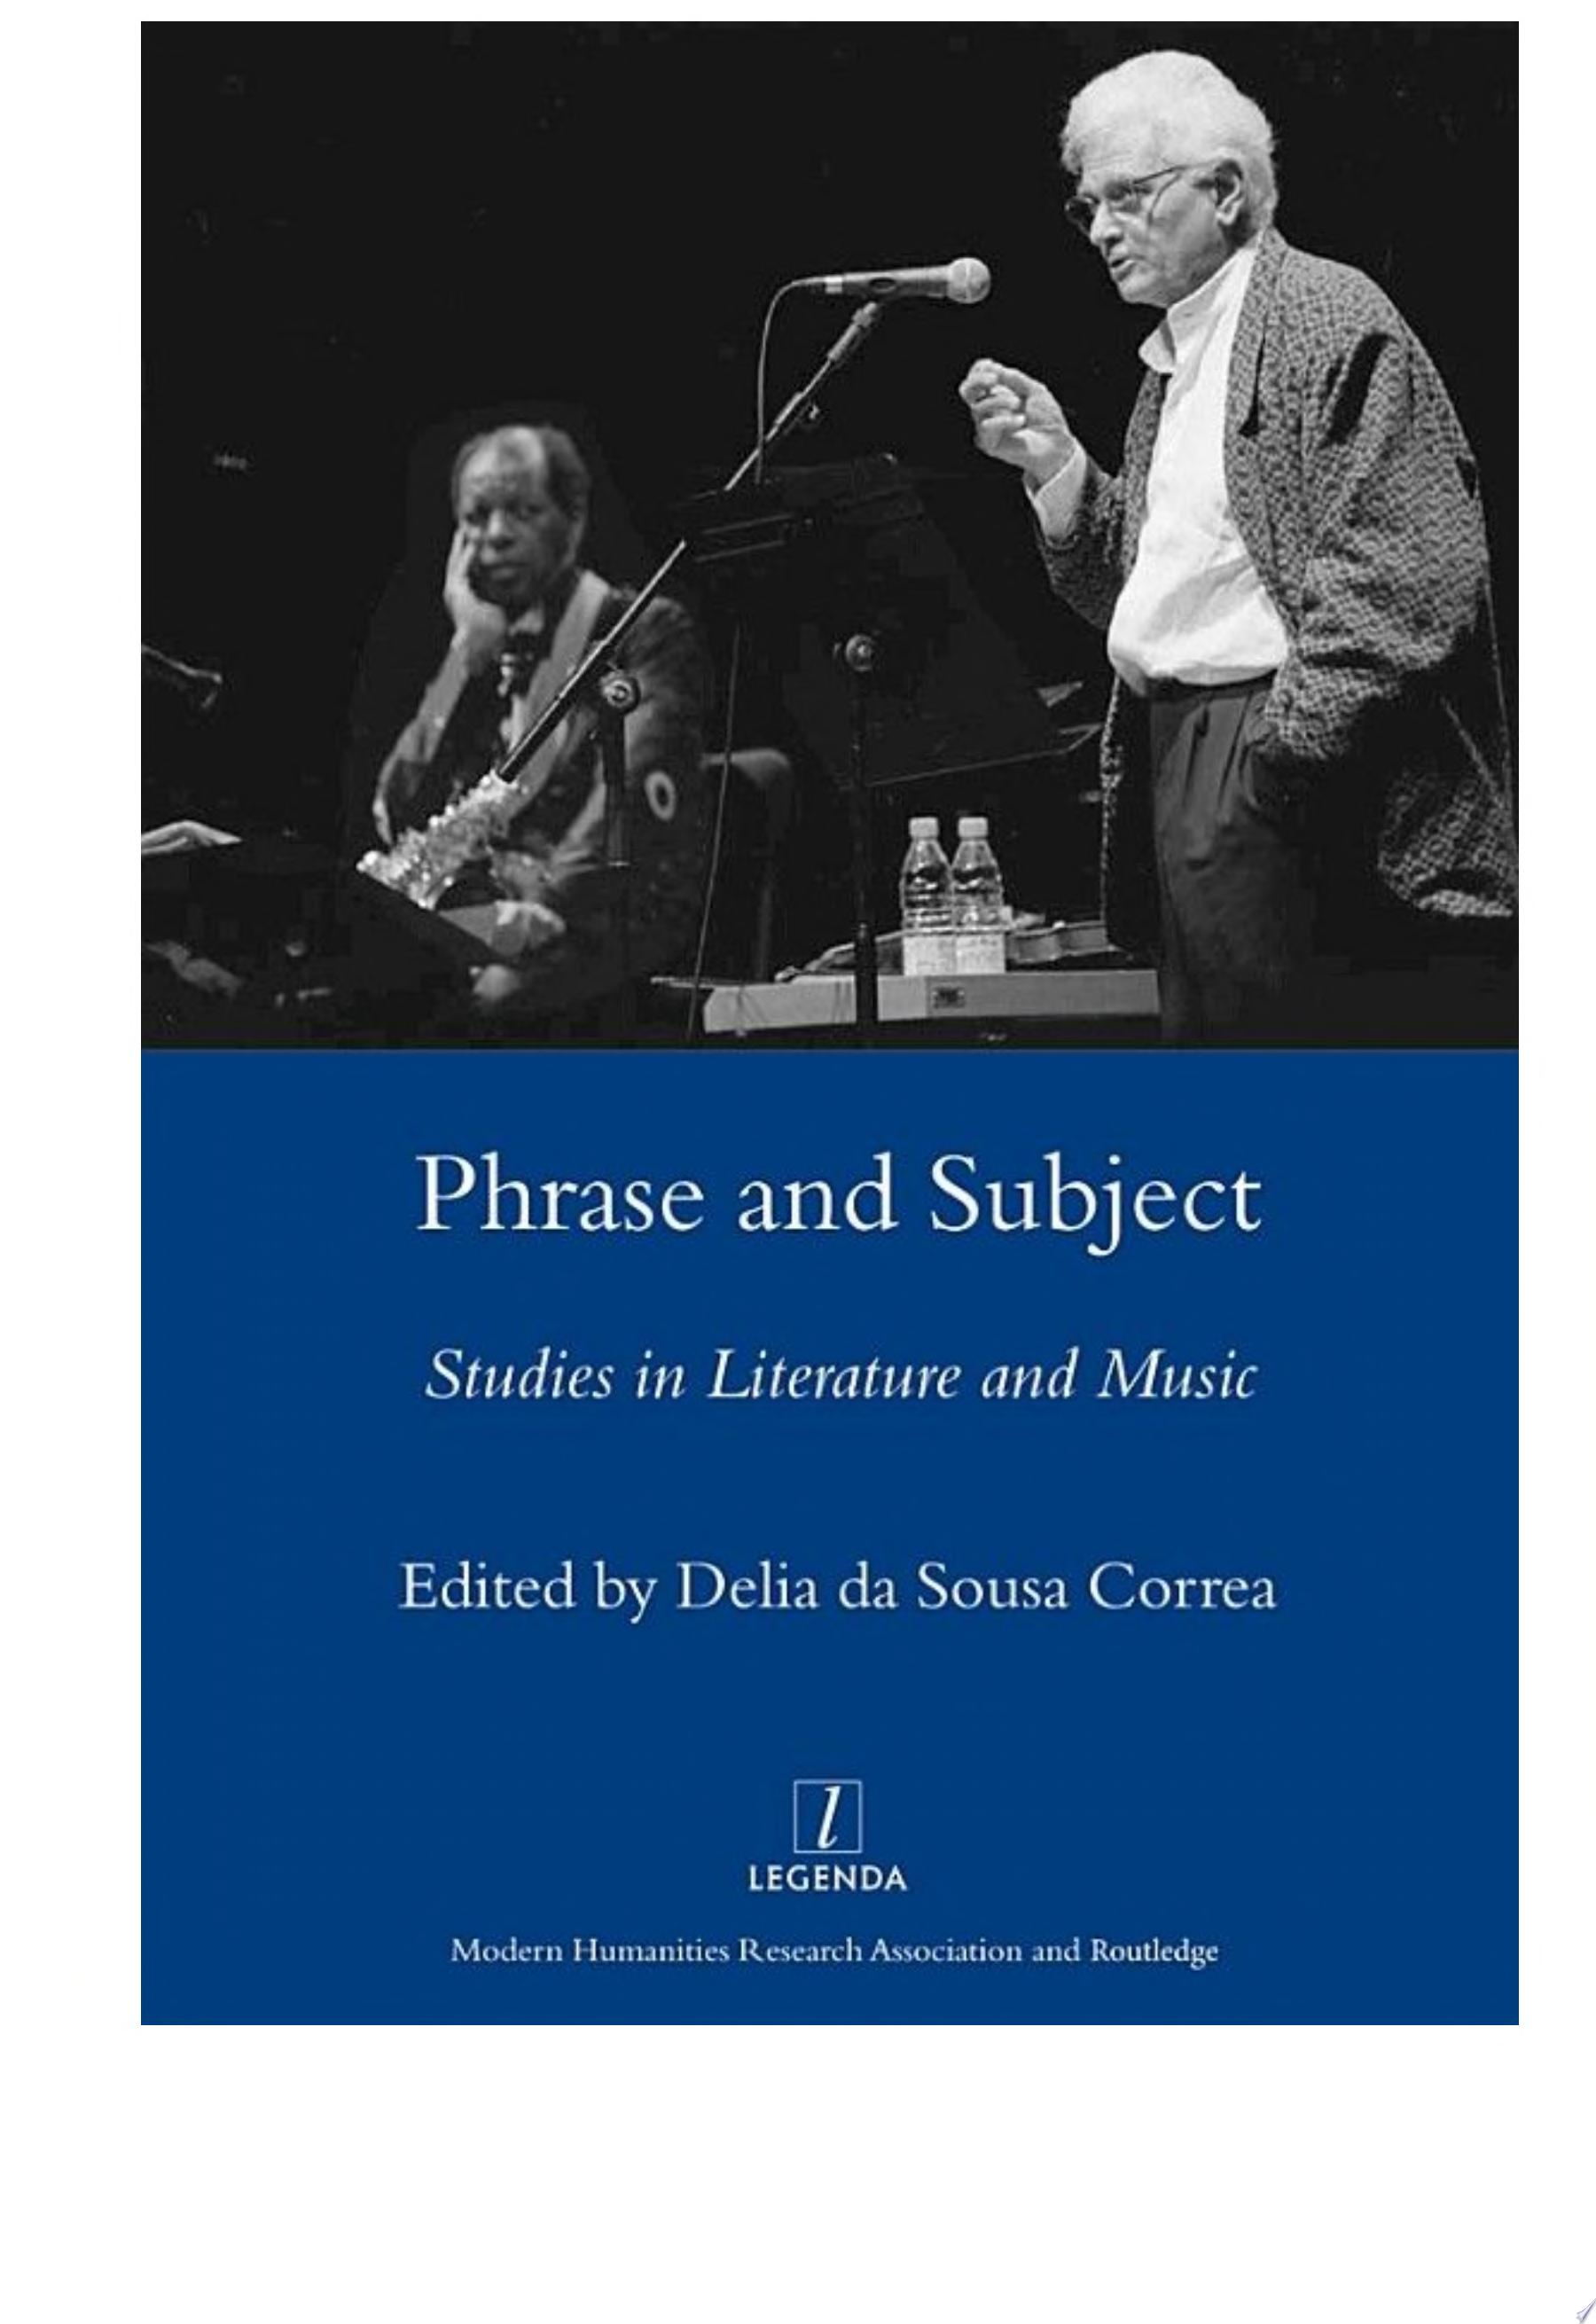 Phrase and Subject
Studies in Literature and Music
Edited by Delia da Sousa Correa
l
LEGENDA
Modern Humanities Research Association and Routledge